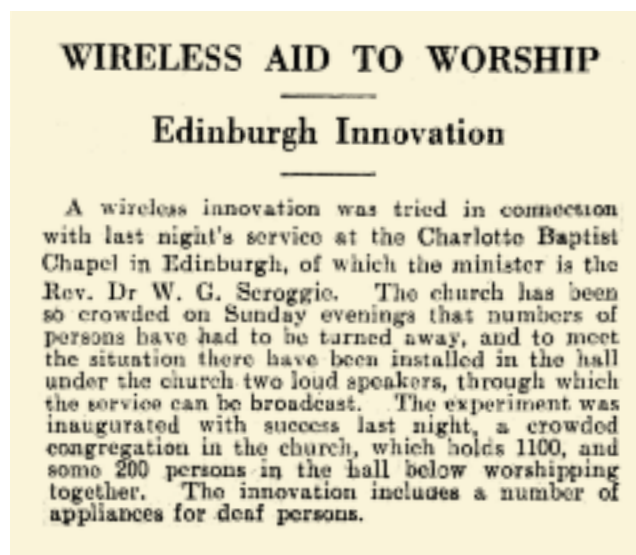 WIRELESS AID TO WORSHIP
Edinburgh Innovation
A wireless innovation was tried in connection
with last night's service at the Charlotte Baptist
Chapel in Edinburgh, of which the minister is the
Rev. Dr W. G. Scroggie. The church has been
so crowded on Sunday evenings that numbers of
persons have had to be turned away, and to meet
the situation there have been installed in the hall
under the church two loud speakers, through which
the service can be broadcast. The experiment was
inaugurated with success last night, a crowded
congregation in the church, which holds 1100, and
some 200 persons in the hall below worshipping
together. The innovation includes a number of
appliances for deaf persons.